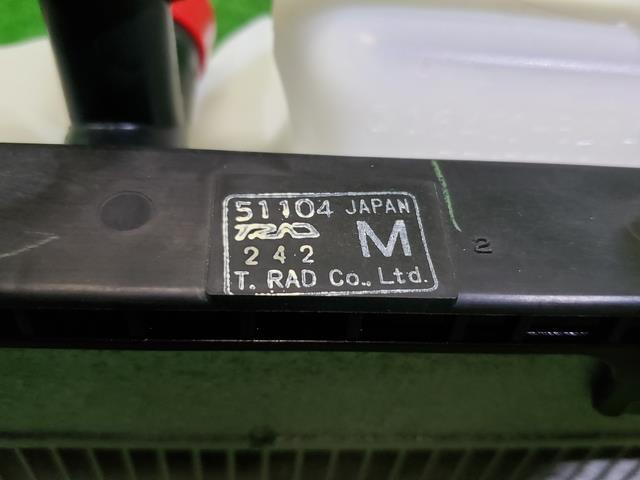 51104 JAPAN
TRAD
242 M
T. RAD Co., Ltd.
2